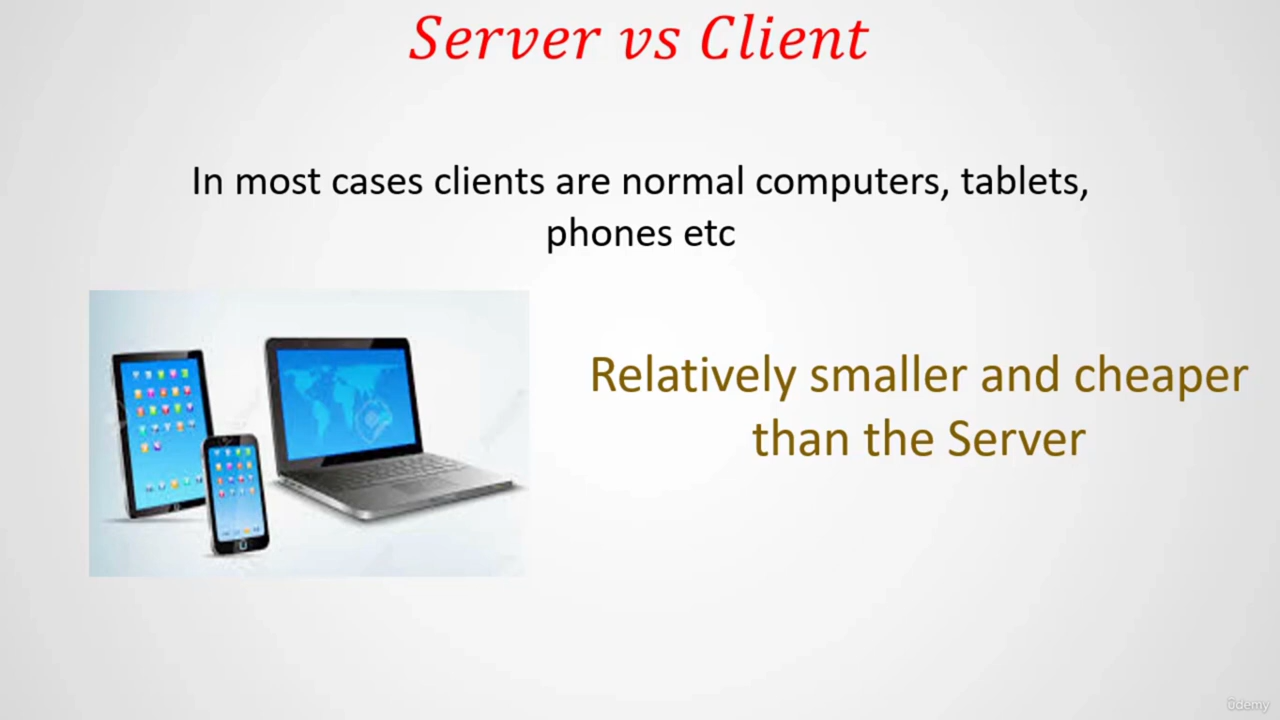 Server vs Client
In most cases clients are normal computers, tablets,
phones etc
Relatively smaller and cheaper
than the Server
ûdemy